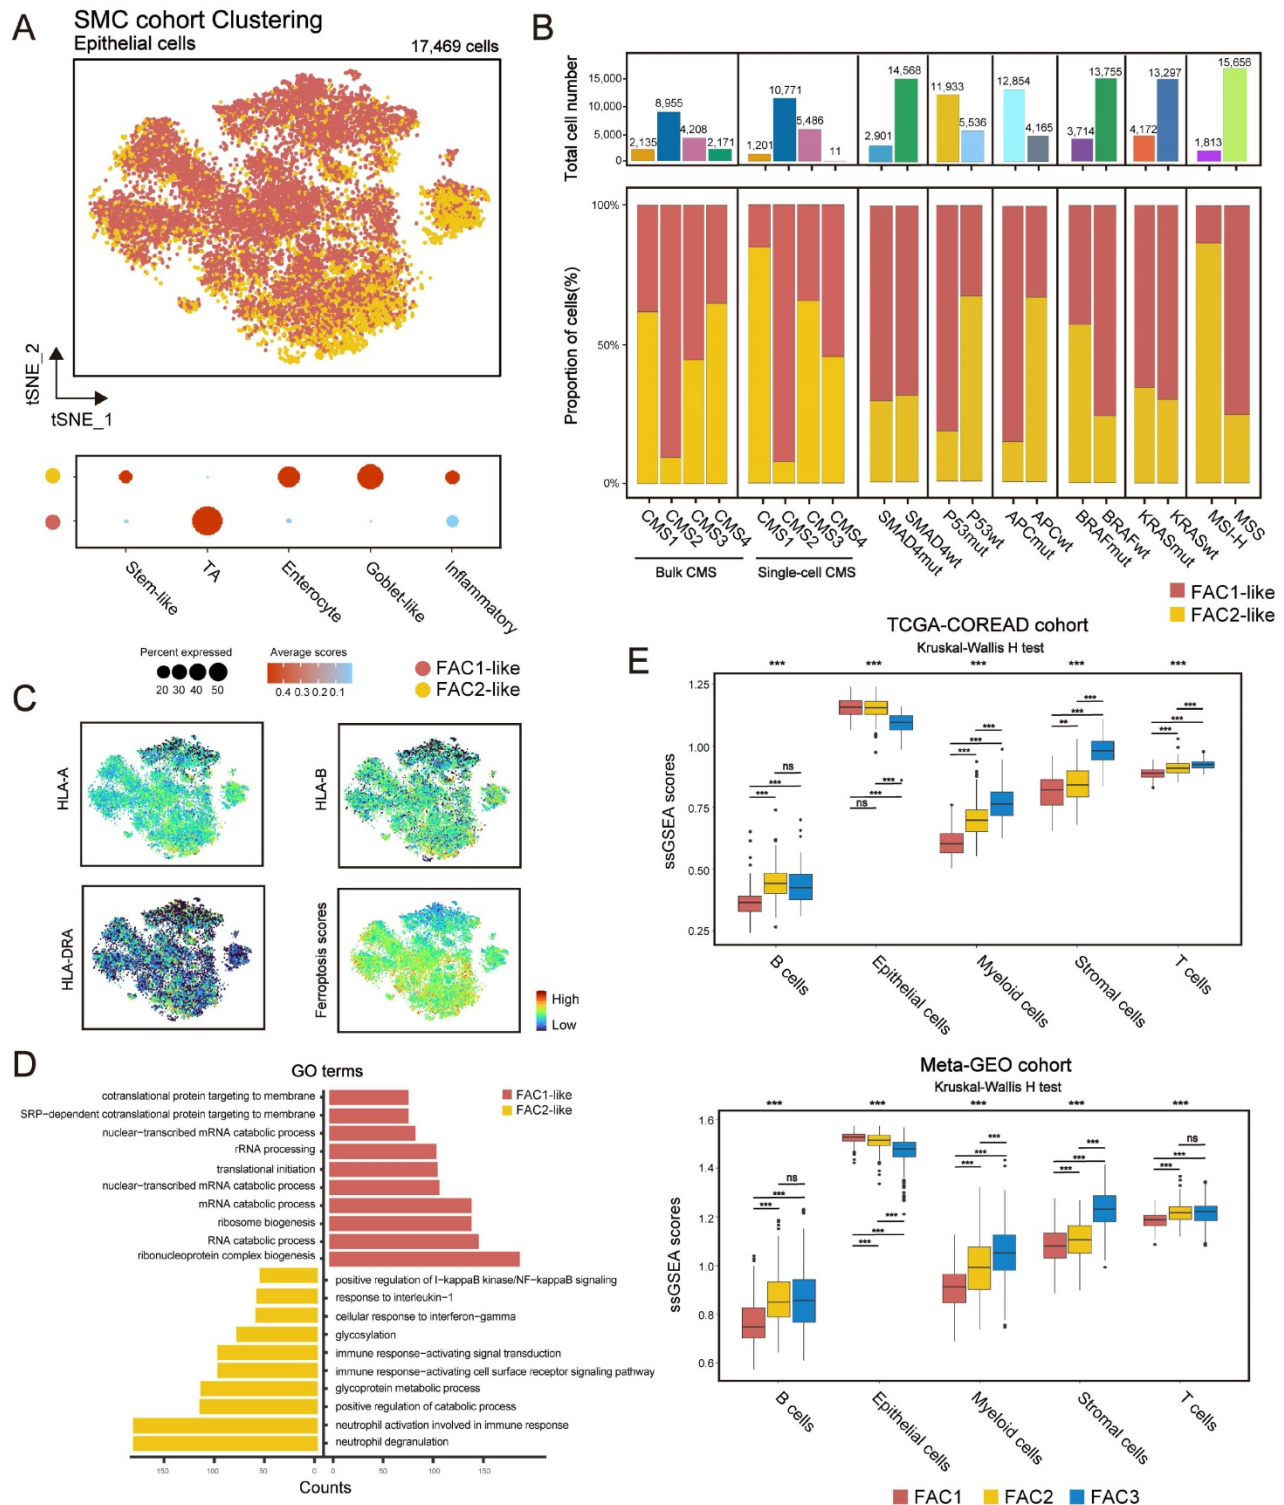 A
SMC cohort Clustering
Epithelial cells
17,469 cells
tSNE_2
tSNE_1
Stem-like
TA
Enterocyte
Goblet-like
Inflammatory
Percent expressed
20 30 40 50
Average scores
0.4 0.3 0.2 0.1
FAC1-like
FAC2-like
B
Total cell number
15,000
10,000
5,000
0
2,135
8,955
4,208
2,171
1,201
10,771
5,486
11
2,901
14,568
11,933
5,536
12,854
4,165
3,714
13,755
4,172
13,297
1,813
15,656
Proportion of cells(%)
100%
50%
0%
CMS1
CMS2
CMS3
CMS4
Bulk CMS
CMS1
CMS2
CMS3
CMS4
Single-cell CMS
SMAD4mut
SMAD4wt
P53mut
P53wt
APCmut
APCwt
BRAFmut
BRAFwt
KRASmut
KRASwt
MSI-H
MSS
FAC1-like
FAC2-like
C
HLA-A
HLA-B
HLA-DRA
Ferroptosis scores
High
Low
D
GO terms
FAC1-like
FAC2-like
cotranslational protein targeting to membrane
SRP-dependent cotranslational protein targeting to membrane
nuclear-transcribed mRNA catabolic process
rRNA processing
translational initiation
nuclear-transcribed mRNA catabolic process
mRNA catabolic process
ribosome biogenesis
RNA catabolic process
ribonucleoprotein complex biogenesis
positive regulation of I-kappaB kinase/NF-kappaB signaling
response to interleukin-1
cellular response to interferon-gamma
glycosylation
immune response-activating signal transduction
immune response-activating cell surface receptor signaling pathway
glycoprotein metabolic process
positive regulation of catabolic process
neutrophil activation involved in immune response
neutrophil degranulation
150 100 50 0 0 50 100 150
Counts
E
TCGA-COREAD cohort
Kruskal-Wallis H test
*** *** *** *** ***
ssGSEA scores
1.25
1.00
0.75
0.50
0.25
ns
***
***
***
***
ns
***
***
***
***
***
**
***
***
***
B cells
Epithelial cells
Myeloid cells
Stromal cells
T cells
Meta-GEO cohort
Kruskal-Wallis H test
*** *** *** *** ***
ssGSEA scores
1.6
1.4
1.2
1.0
0.8
0.6
ns
***
***
***
***
***
***
***
***
***
***
***
ns
***
***
B cells
Epithelial cells
Myeloid cells
Stromal cells
T cells
FAC1 FAC2 FAC3